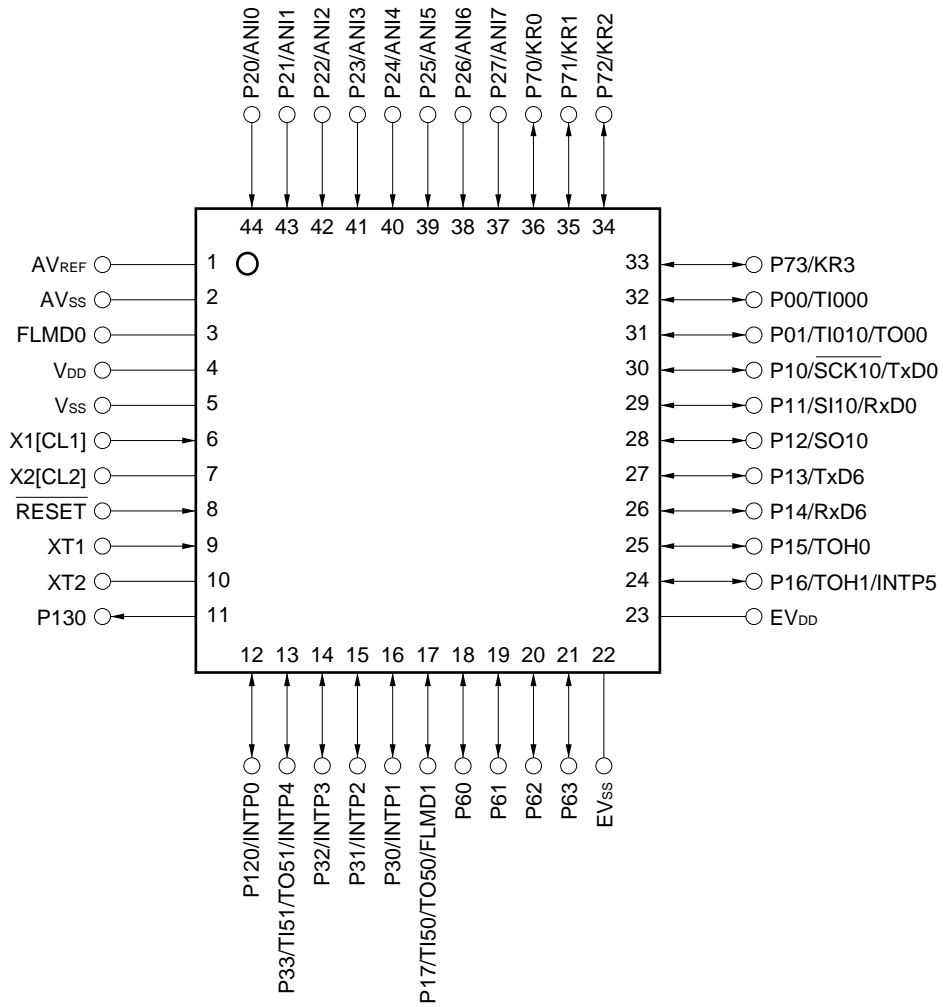 P20/ANI0
P21/ANI1
P22/ANI2
P23/ANI3
P24/ANI4
P25/ANI5
P26/ANI6
P27/ANI7
P70/KR0
P71/KR1
P72/KR2
44 43 42 41 40 39 38 37 36 35 34
AVREF 1
AVSS 2
FLMD0 3
VDD 4
VSS 5
X1[CL1] 6
X2[CL2] 7
R̅E̅S̅E̅T̅ 8
XT1 9
XT2 10
P130 11
33 P73/KR3
32 P00/TI000
31 P01/TI010/TO00
30 P10/S̅C̅K̅1̅0̅/TxD0
29 P11/SI10/RxD0
28 P12/SO10
27 P13/TxD6
26 P14/RxD6
25 P15/TOH0
24 P16/TOH1/INTP5
23 EVDD
12 13 14 15 16 17 18 19 20 21 22
P120/INTP0
P33/TI51/TO51/INTP4
P32/INTP3
P31/INTP2
P30/INTP1
P17/TI50/TO50/FLMD1
P60
P61
P62
P63
EVSS